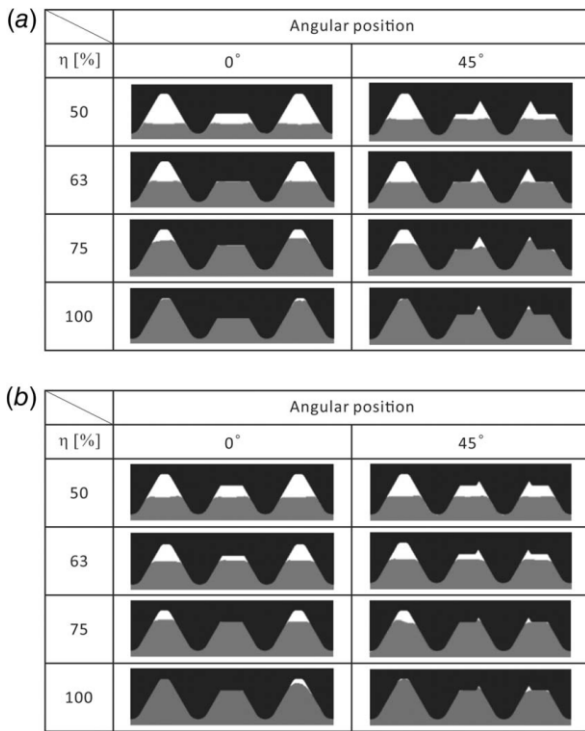 (a)
Angular position
η [%] 0° 45°
50
63
75
100
(b)
Angular position
η [%] 0° 45°
50
63
75
100